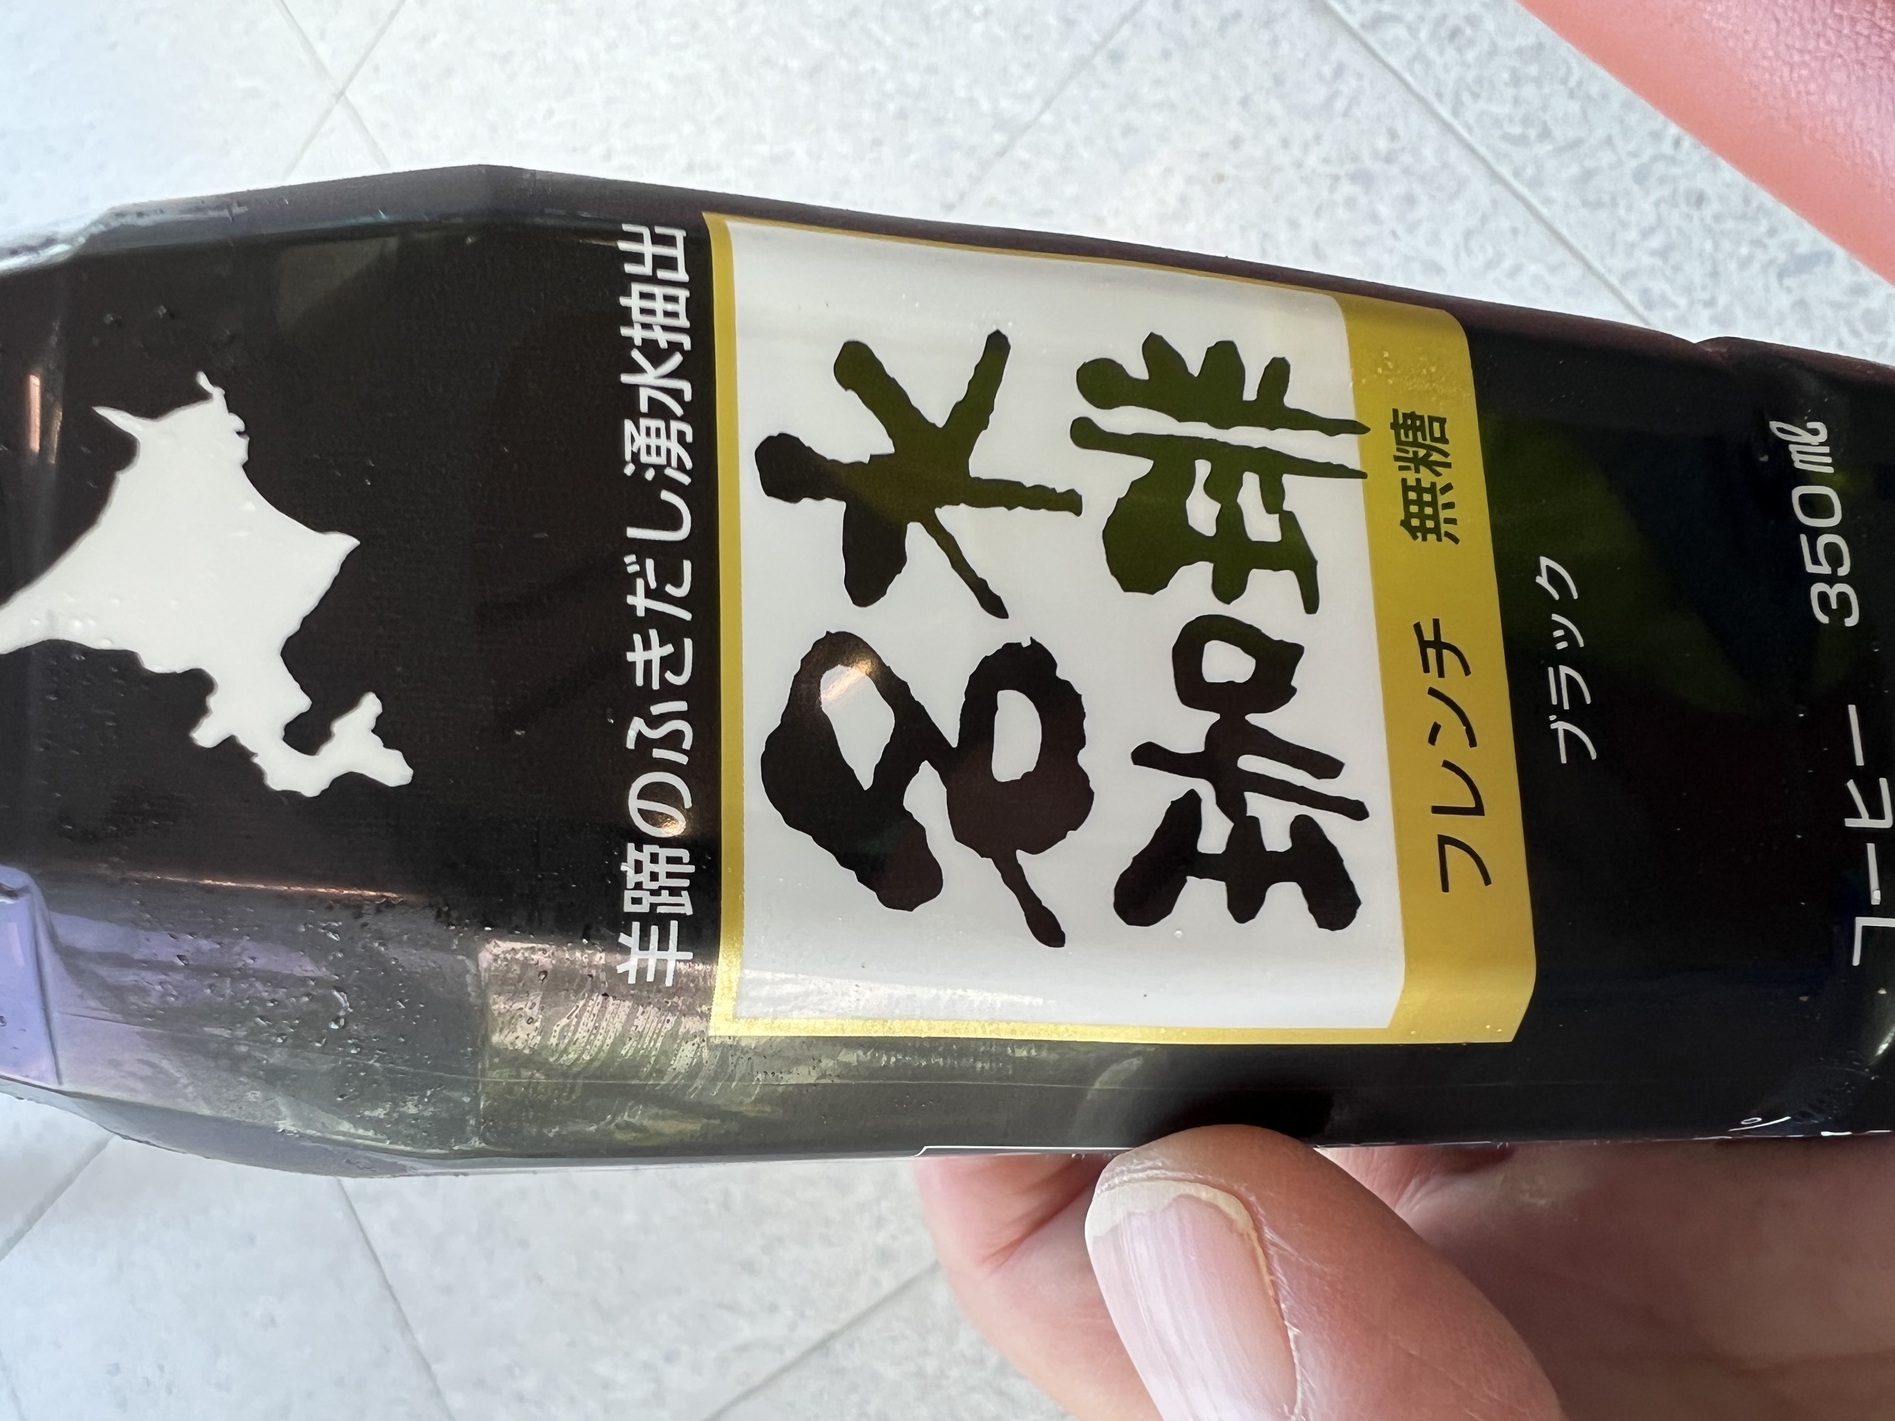 羊蹄のふきだし湧水抽出
名水
珈琲
フレンチ 無糖
ブラック
コーヒー 350㎖